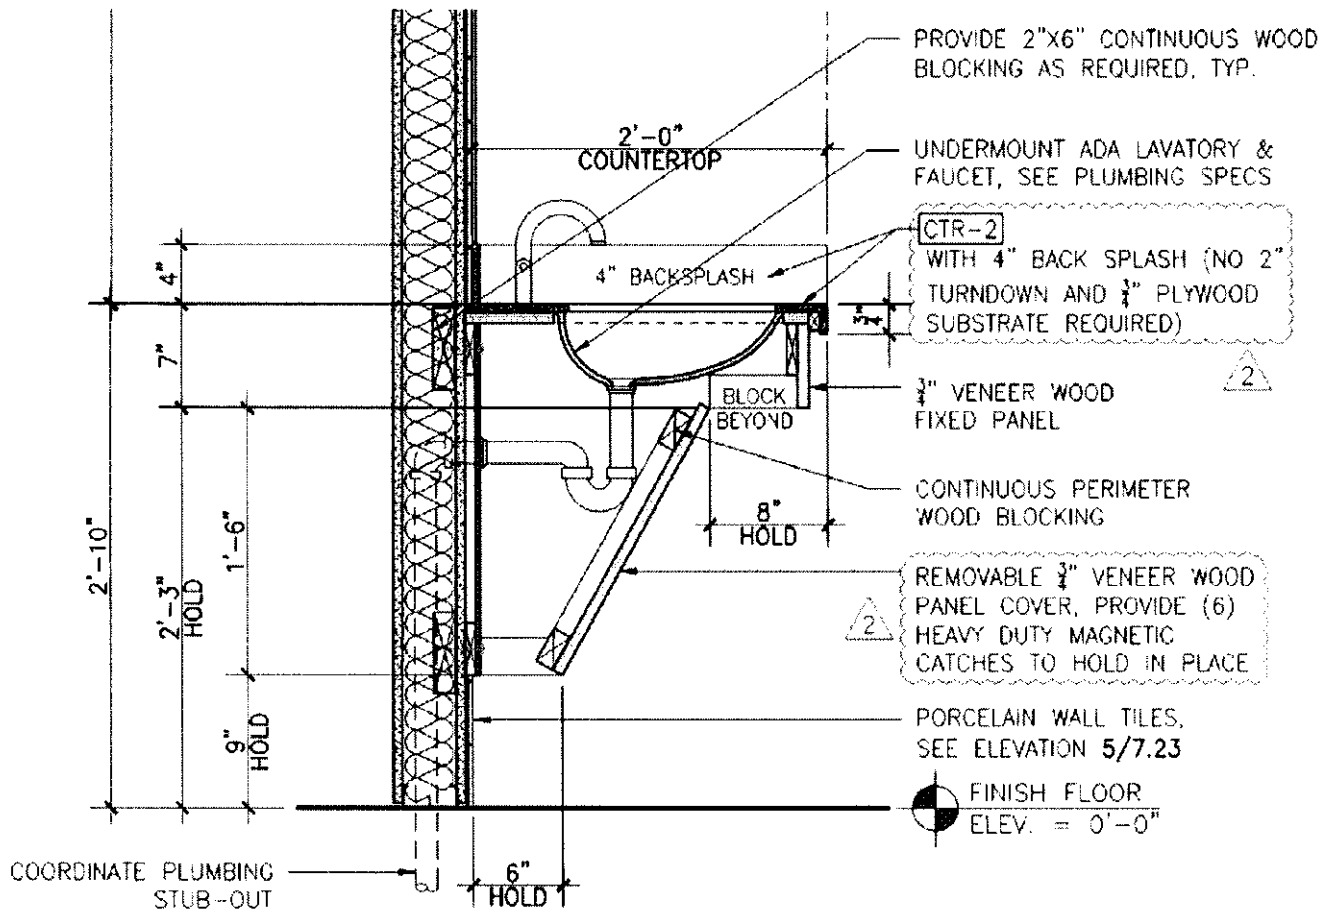 PROVIDE 2"X6" CONTINUOUS WOOD
BLOCKING AS REQUIRED, TYP.
2'-0"
COUNTERTOP
UNDERMOUNT ADA LAVATORY &
FAUCET, SEE PLUMBING SPECS
CTR-2
WITH 4" BACK SPLASH (NO 2"
TURNDOWN AND 3/4" PLYWOOD
SUBSTRATE REQUIRED)
2
4"
4" BACKSPLASH
3/4"
7"
BLOCK
BEYOND
3/4" VENEER WOOD
FIXED PANEL
CONTINUOUS PERIMETER
WOOD BLOCKING
8"
HOLD
2'-10"
2'-3"
HOLD
1'-6"
2
REMOVABLE 3/4" VENEER WOOD
PANEL COVER, PROVIDE (6)
HEAVY DUTY MAGNETIC
CATCHES TO HOLD IN PLACE
9"
HOLD
PORCELAIN WALL TILES,
SEE ELEVATION 5/7.23
FINISH FLOOR
ELEV. = 0'-0"
COORDINATE PLUMBING
STUB-OUT
6"
HOLD